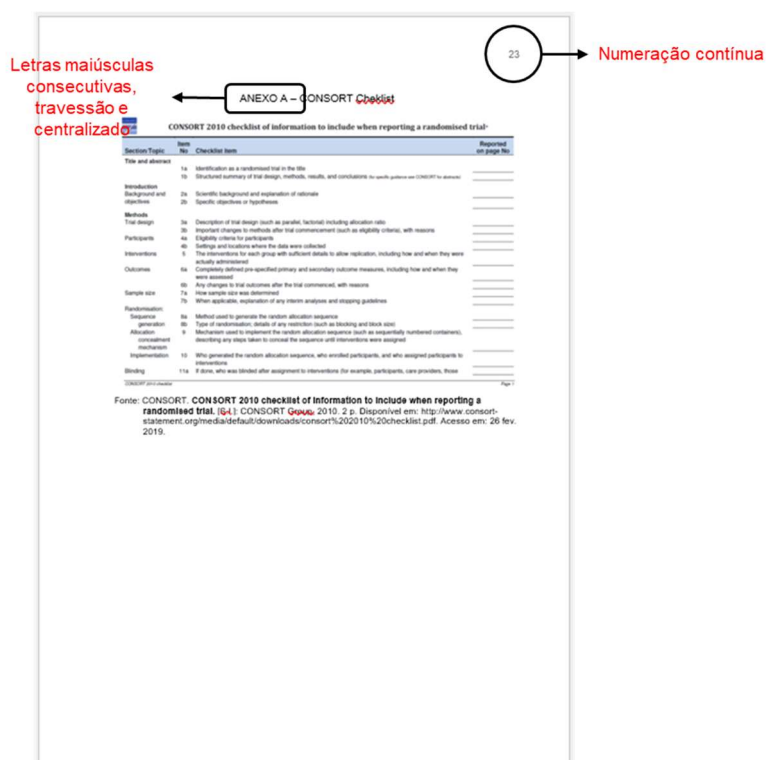 23
Numeração contínua
Letras maiúsculas
consecutivas,
travessão e
centralizado
ANEXO A – CONSORT Cheklist
CONSORT 2010 checklist of information to include when reporting a randomised trial*
Section/Topic Item No Checklist item Reported on page No
Title and abstract
1a Identification as a randomised trial in the title
1b Structured summary of trial design, methods, results, and conclusions (for specific guidance see CONSORT for abstracts)
Introduction
Background and objectives 2a Scientific background and explanation of rationale
2b Specific objectives or hypotheses
Methods
Trial design 3a Description of trial design (such as parallel, factorial) including allocation ratio
3b Important changes to methods after trial commencement (such as eligibility criteria), with reasons
Participants 4a Eligibility criteria for participants
4b Settings and locations where the data were collected
Interventions 5 The interventions for each group with sufficient details to allow replication, including how and when they were
actually administered
Outcomes 6a Completely defined pre-specified primary and secondary outcome measures, including how and when they
were assessed
6b Any changes to trial outcomes after the trial commenced, with reasons
Sample size 7a How sample size was determined
7b When applicable, explanation of any interim analyses and stopping guidelines
Randomisation:
Sequence generation 8a Method used to generate the random allocation sequence
8b Type of randomisation; details of any restriction (such as blocking and block size)
Allocation concealment mechanism 9 Mechanism used to implement the random allocation sequence (such as sequentially numbered containers),
describing any steps taken to conceal the sequence until interventions were assigned
Implementation 10 Who generated the random allocation sequence, who enrolled participants, and who assigned participants to
interventions
Blinding 11a If done, who was blinded after assignment to interventions (for example, participants, care providers, those
CONSORT 2010 checklist Page 1
Fonte: CONSORT. CONSORT 2010 checklist of information to include when reporting a
randomised trial. [S.l.]: CONSORT Group, 2010. 2 p. Disponível em: http://www.consort-
statement.org/media/default/downloads/consort%202010%20checklist.pdf. Acesso em: 26 fev.
2019.